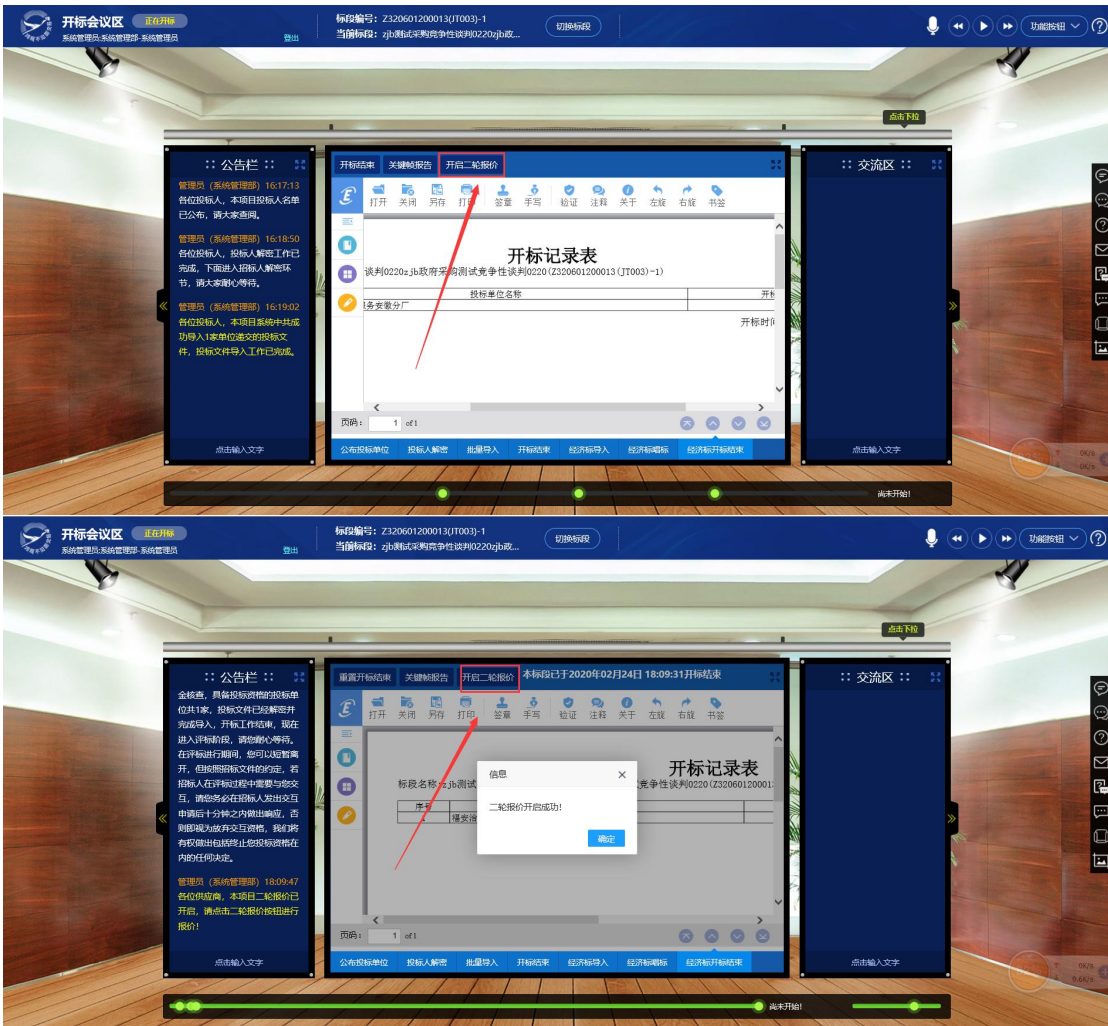 开标会议区 正在开标
系统管理员:系统管理部-系统管理员 登出
标段编号：Z320601200013(JT003)-1
当前标段：zjb测试采购竞争性谈判0220zjb政...
切换标段
功能按钮
点击下拉
:: 公告栏 ::
管理员（系统管理部）16:17:13
各位投标人，本项目投标人名单
已公布，请大家查阅。
管理员（系统管理部）16:18:50
各位投标人，投标人解密工作已
完成，下面进入招标人解密环
节，请大家耐心等待。
管理员（系统管理部）16:19:02
各位投标人，本项目系统中共成
功导入1家单位递交的投标文
件，投标文件导入工作已完成。
点击输入文字
开标结束 关键帧报告 开启二轮报价
打开 关闭 另存 打印 签章 手写 验证 注释 关于 左旋 右旋 书签
开标记录表
谈判0220zjb政府采购测试竞争性谈判0220(Z320601200013(JT003)-1)
投标单位名称 开标
务安徽分厂
开标时间
页码： 1 of1
公布投标单位 投标人解密 批量导入 开标结束 经济标导入 经济标唱标 经济标开标结束
:: 交流区 ::
点击输入文字
0K/s
0K/s
尚未开始!
开标会议区 正在开标
系统管理员:系统管理部-系统管理员 登出
标段编号：Z320601200013(JT003)-1
当前标段：zjb测试采购竞争性谈判0220zjb政...
切换标段
功能按钮
点击下拉
:: 公告栏 ::
金核查，具备投标资格的投标单
位共1家，投标文件已经解密并
完成导入，开标工作结束，现在
进入评标阶段，请您耐心等待。
在评标进行期间，您可以短暂离
开，但按照招标文件的约定，若
招标人在评标过程中需要与您交
互，请您务必在招标人发出交互
申请后十分钟之内做出响应，否
则即视为放弃交互资格，我们将
有权做出包括终止您投标资格在
内的任何决定。
管理员（系统管理部）18:09:47
各位供应商，本项目二轮报价已
开启，请点击二轮报价按钮进行
报价!
点击输入文字
重置开标结束 关键帧报告 开启二轮报价 本标段已于2020年02月24日 18:09:31开标结束
打开 关闭 另存 打印 签章 手写 验证 注释 关于 左旋 右旋 书签
开标记录表
标段名称:zjb测试 竞争性谈判0220(Z32060120001
序号
福安治
信息
二轮报价开启成功!
确定
页码： 1 of1
公布投标单位 投标人解密 批量导入 开标结束 经济标导入 经济标唱标 经济标开标结束
:: 交流区 ::
点击输入文字
0K/s
0.6K/s
尚未开始!